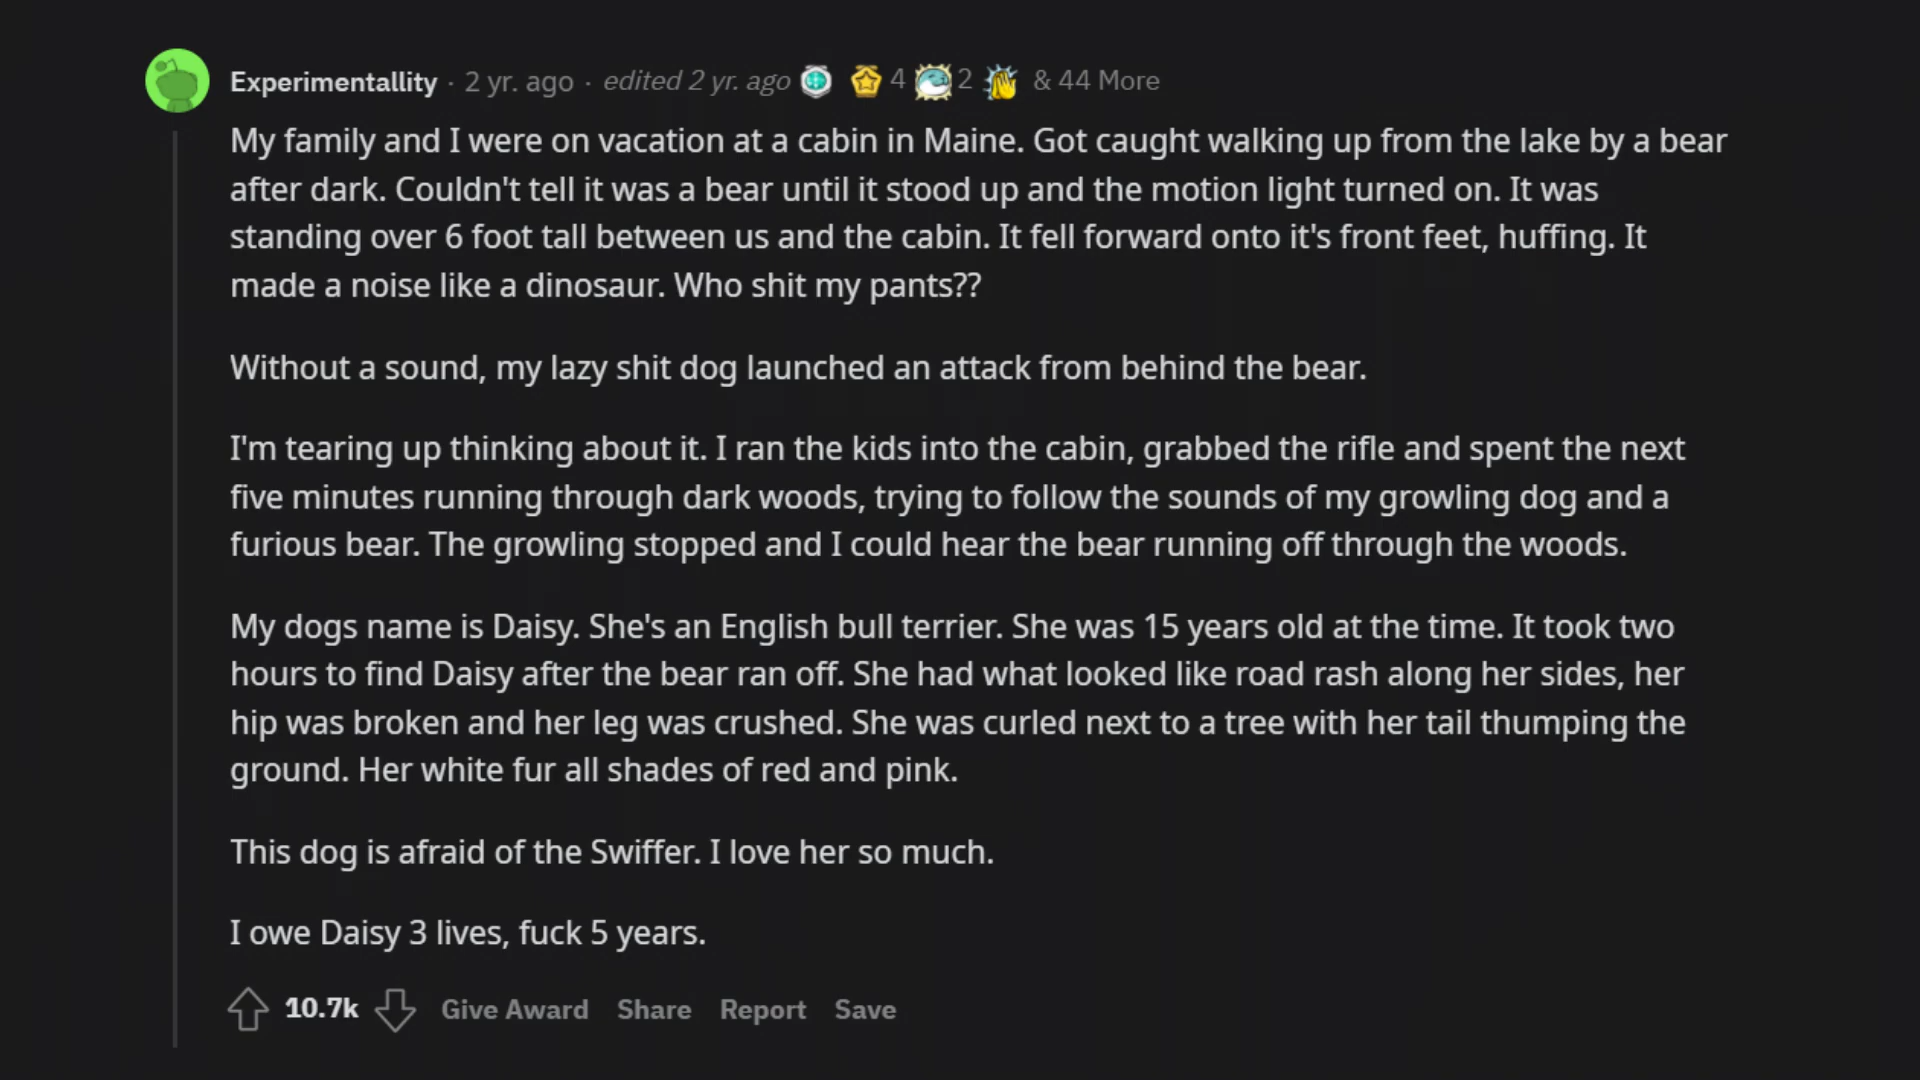 Experimentallity · 2 yr. ago · edited 2 yr. ago 4 2 & 44 More
My family and I were on vacation at a cabin in Maine. Got caught walking up from the lake by a bear
after dark. Couldn't tell it was a bear until it stood up and the motion light turned on. It was
standing over 6 foot tall between us and the cabin. It fell forward onto it's front feet, huffing. It
made a noise like a dinosaur. Who shit my pants??
Without a sound, my lazy shit dog launched an attack from behind the bear.
I'm tearing up thinking about it. I ran the kids into the cabin, grabbed the rifle and spent the next
five minutes running through dark woods, trying to follow the sounds of my growling dog and a
furious bear. The growling stopped and I could hear the bear running off through the woods.
My dogs name is Daisy. She's an English bull terrier. She was 15 years old at the time. It took two
hours to find Daisy after the bear ran off. She had what looked like road rash along her sides, her
hip was broken and her leg was crushed. She was curled next to a tree with her tail thumping the
ground. Her white fur all shades of red and pink.
This dog is afraid of the Swiffer. I love her so much.
I owe Daisy 3 lives, fuck 5 years.
10.7k Give Award Share Report Save